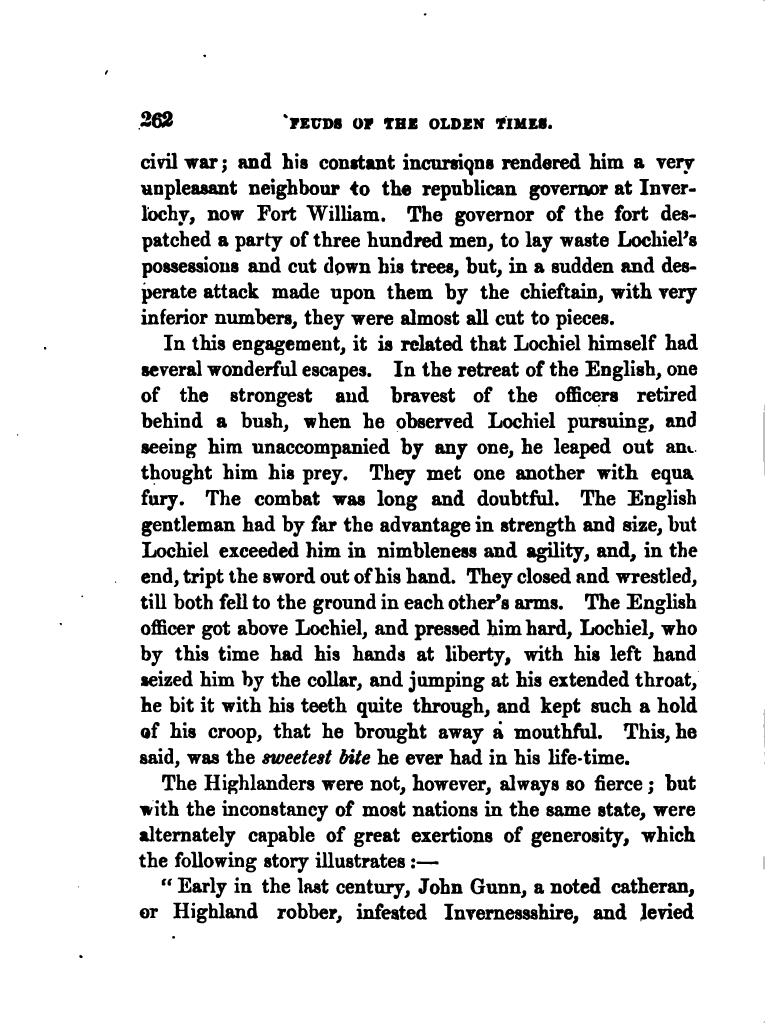 262 FEUDS OF THE OLDEN TIMES.
civil war; and his constant incursions rendered him a very
unpleasant neighbour to the republican governor at Inver-
lochy, now Fort William. The governor of the fort des-
patched a party of three hundred men, to lay waste Lochiel's
possessions and cut down his trees, but, in a sudden and des-
perate attack made upon them by the chieftain, with very
inferior numbers, they were almost all cut to pieces.
In this engagement, it is related that Lochiel himself had
several wonderful escapes. In the retreat of the English, one
of the strongest and bravest of the officers retired
behind a bush, when he observed Lochiel pursuing, and
seeing him unaccompanied by any one, he leaped out an
thought him his prey. They met one another with equa
fury. The combat was long and doubtful. The English
gentleman had by far the advantage in strength and size, but
Lochiel exceeded him in nimbleness and agility, and, in the
end, tript the sword out of his hand. They closed and wrestled,
till both fell to the ground in each other's arms. The English
officer got above Lochiel, and pressed him hard, Lochiel, who
by this time had his hands at liberty, with his left hand
seized him by the collar, and jumping at his extended throat,
he bit it with his teeth quite through, and kept such a hold
of his croop, that he brought away a mouthful. This, he
said, was the sweetest bite he ever had in his life-time.
The Highlanders were not, however, always so fierce; but
with the inconstancy of most nations in the same state, were
alternately capable of great exertions of generosity, which
the following story illustrates:—
"Early in the last century, John Gunn, a noted catheran,
or Highland robber, infested Invernessshire, and levied